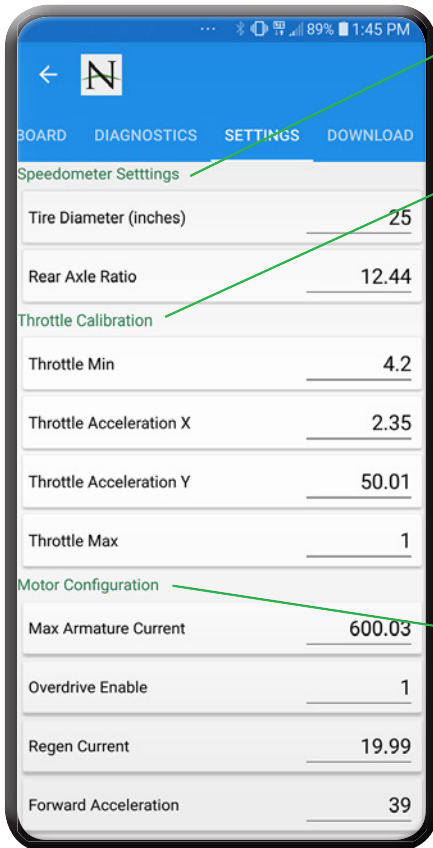 ... 89% 1:45 PM
N
BOARD DIAGNOSTICS SETTINGS DOWNLOAD
Speedometer Setttings
Tire Diameter (inches) 25
Rear Axle Ratio 12.44
Throttle Calibration
Throttle Min 4.2
Throttle Acceleration X 2.35
Throttle Acceleration Y 50.01
Throttle Max 1
Motor Configuration
Max Armature Current 600.03
Overdrive Enable 1
Regen Current 19.99
Forward Acceleration 39